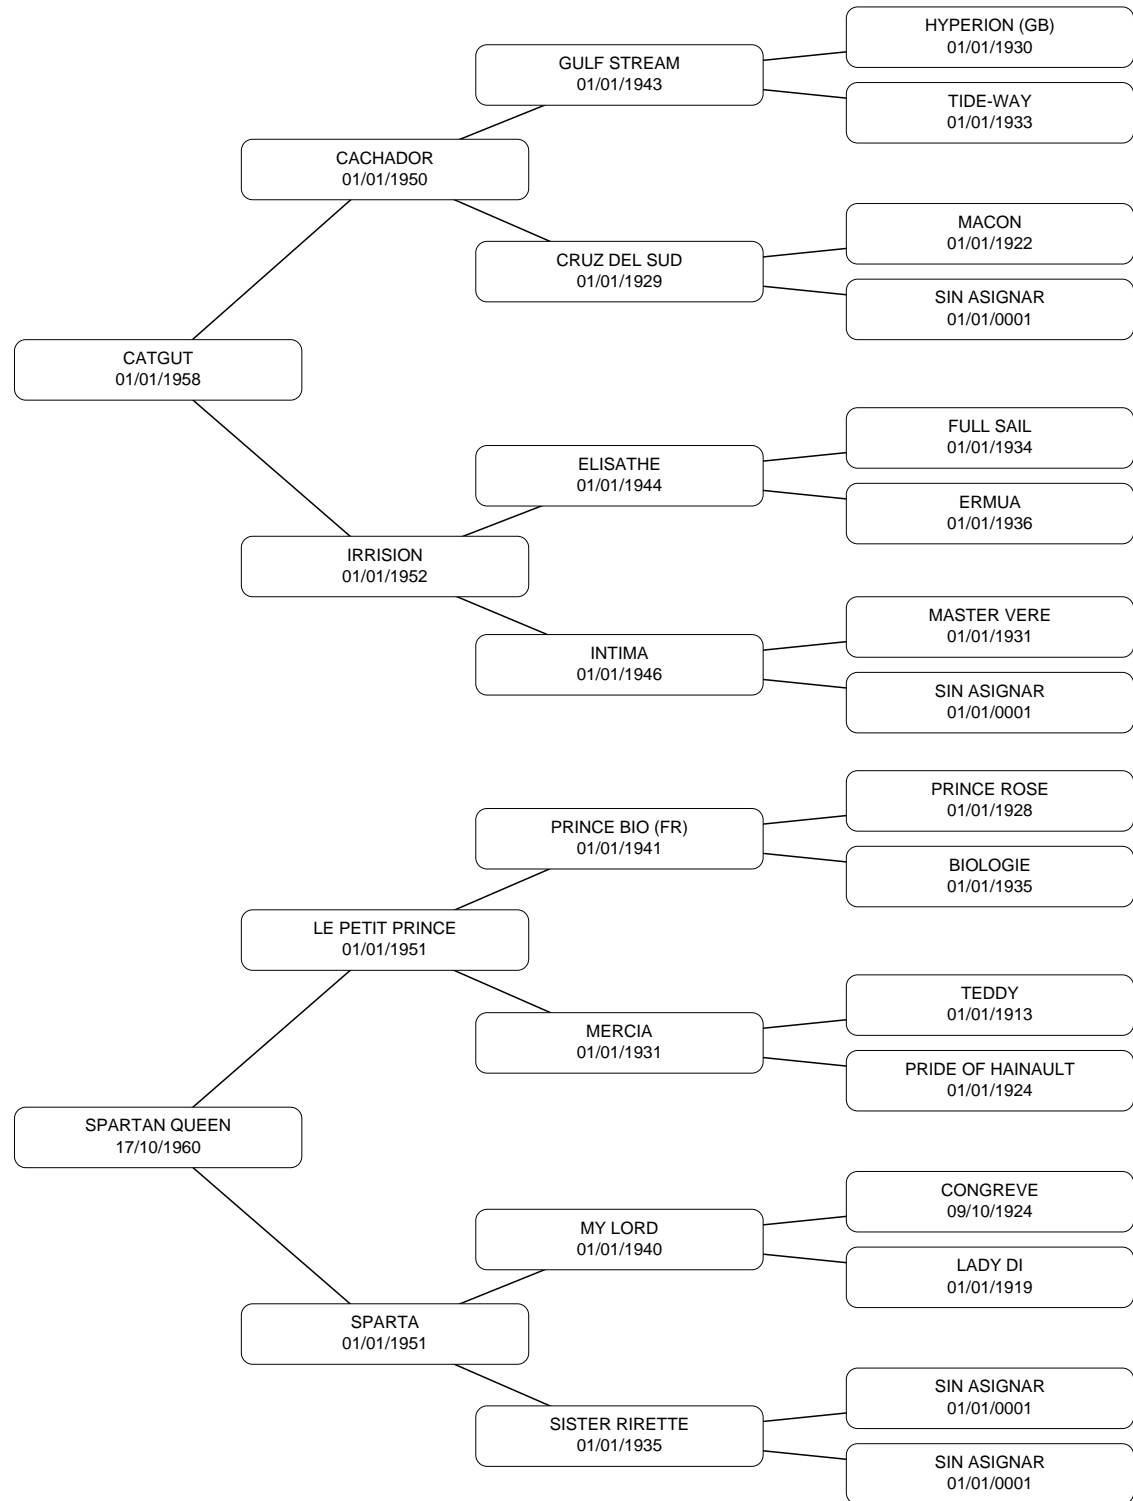 HYPERION (GB)
01/01/1930
GULF STREAM
01/01/1943
TIDE-WAY
01/01/1933
CACHADOR
01/01/1950
MACON
01/01/1922
CRUZ DEL SUD
01/01/1929
SIN ASIGNAR
01/01/0001
CATGUT
01/01/1958
FULL SAIL
01/01/1934
ELISATHE
01/01/1944
ERMUA
01/01/1936
IRRISION
01/01/1952
MASTER VERE
01/01/1931
INTIMA
01/01/1946
SIN ASIGNAR
01/01/0001
PRINCE ROSE
01/01/1928
PRINCE BIO (FR)
01/01/1941
BIOLOGIE
01/01/1935
LE PETIT PRINCE
01/01/1951
TEDDY
01/01/1913
MERCIA
01/01/1931
PRIDE OF HAINAULT
01/01/1924
SPARTAN QUEEN
17/10/1960
CONGREVE
09/10/1924
MY LORD
01/01/1940
LADY DI
01/01/1919
SPARTA
01/01/1951
SIN ASIGNAR
01/01/0001
SISTER RIRETTE
01/01/1935
SIN ASIGNAR
01/01/0001